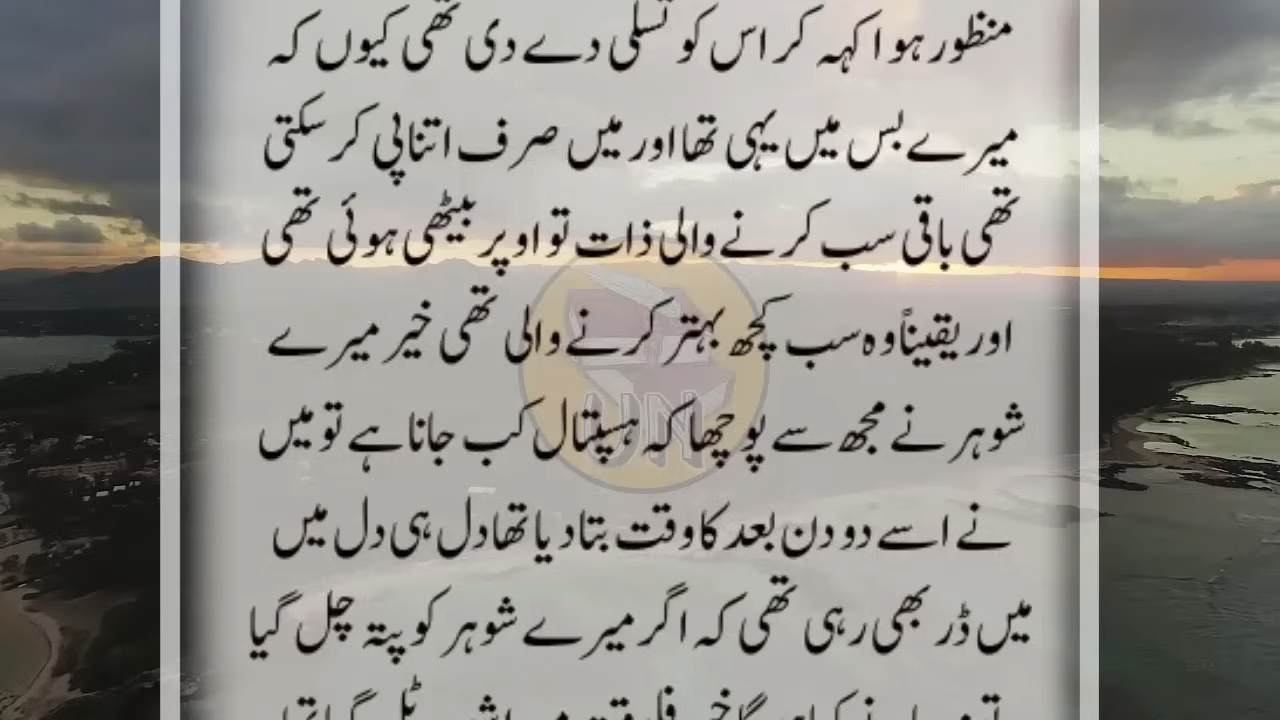 منظور ہوا کہہ کر اس کو تسلی دے دی تھی کیوں کہ
میرے بس میں یہی تھا اور میں صرف اتنا ہی کر سکتی
تھی باقی سب کرنے والی ذات تو اوپر بیٹھی ہوئی تھی
اور یقیناً وہ سب کچھ بہتر کرنے والی تھی خیر میرے
شوہر نے مجھ سے پوچھا کہ ہسپتال کب جانا ہے تو میں
UN
نے اسے دو دن بعد کا وقت بتا دیا تھا دل ہی دل میں
میں ڈر بھی رہی تھی کہ اگر میرے شوہر کو پتہ چل گیا